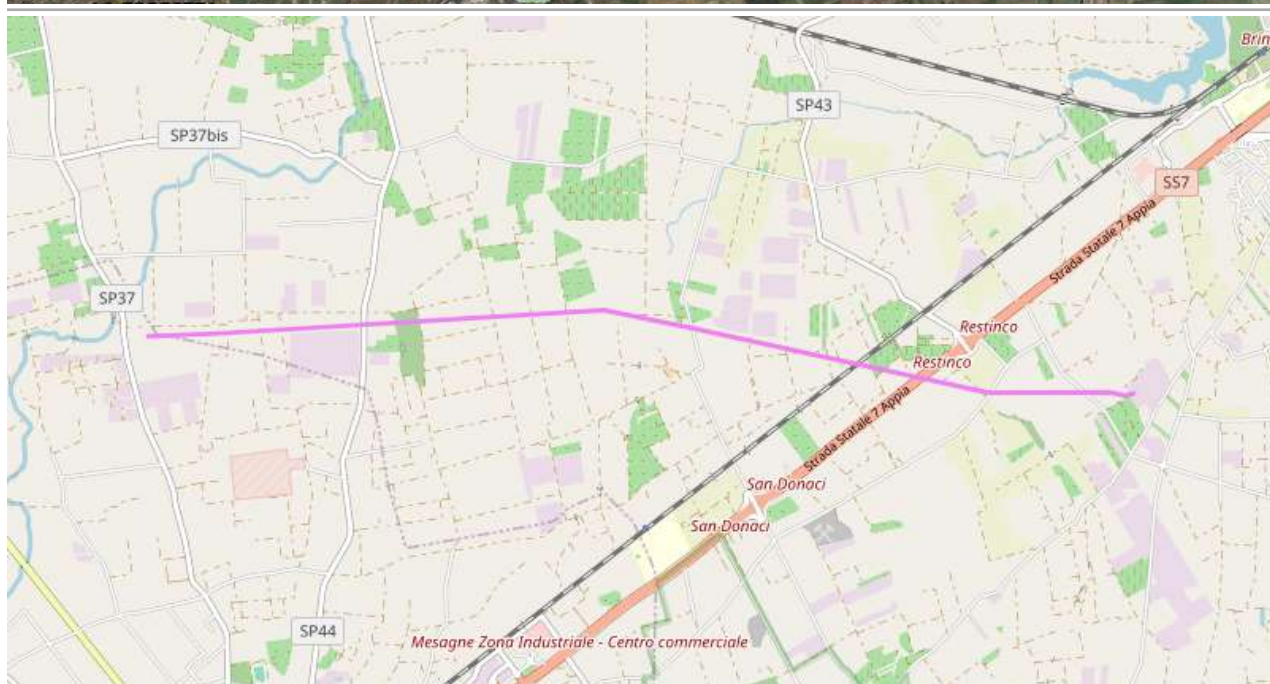 SP43
Brin
SP37bis
SS7
Strada Statale 7 Appia
SP37
Restinco
Restinco
Strada Statale 7 Appia
San Donaci
San Donaci
SP44
Mesagne Zona Industriale - Centro commerciale